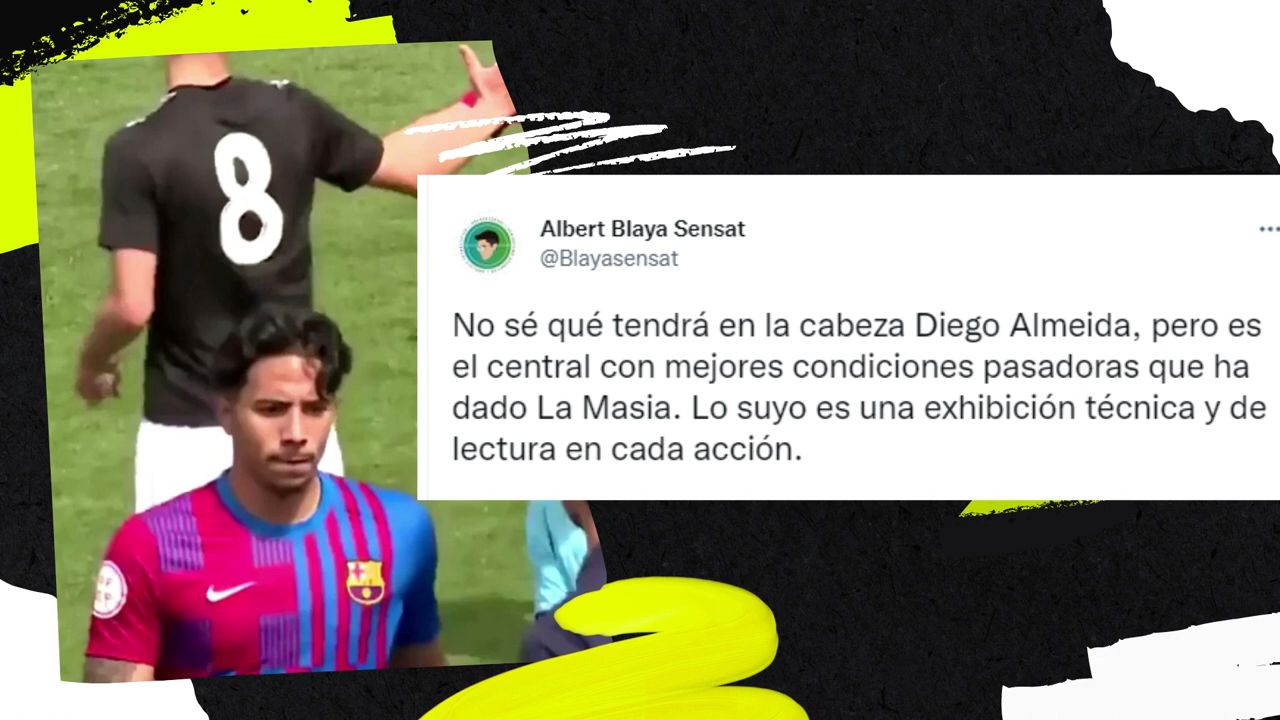 8
Albert Blaya Sensat
@Blayasensat
No sé qué tendrá en la cabeza Diego Almeida, pero es
el central con mejores condiciones pasadoras que ha
dado La Masia. Lo suyo es una exhibición técnica y de
lectura en cada acción.